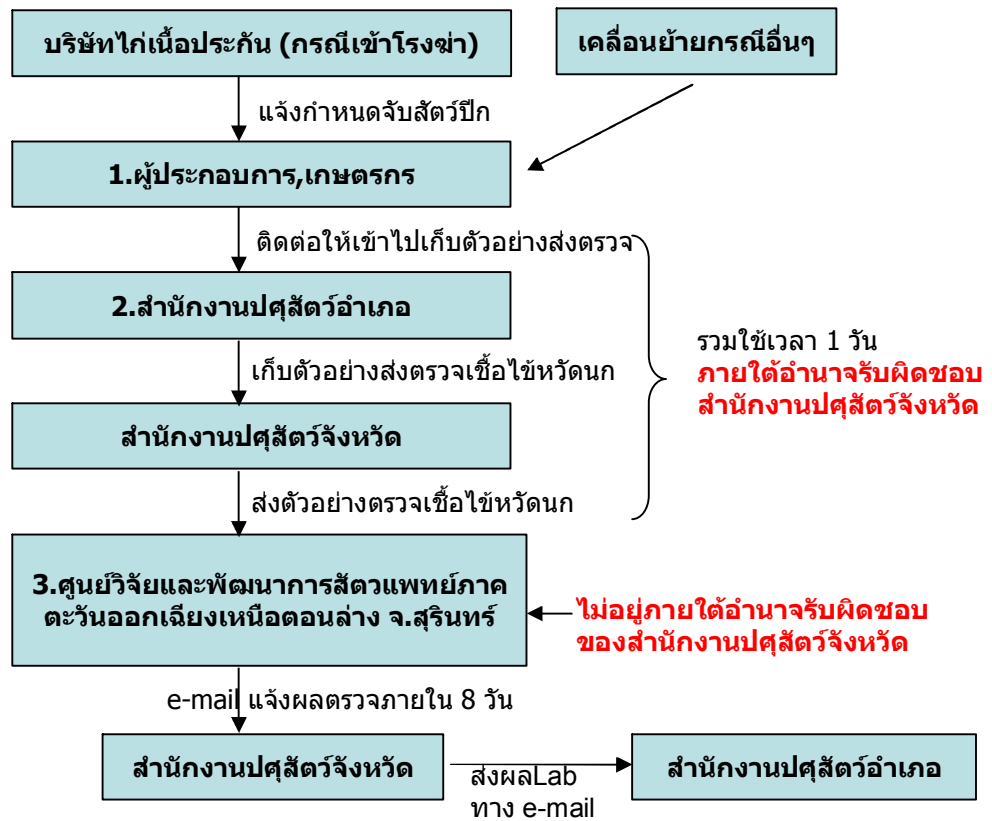 บริษัทไก่เนื้อประกัน (กรณีเข้าโรงฆ่า)
เคลื่อนย้ายกรณีอื่นๆ
แจ้งกำหนดจับสัตว์ปีก
1.ผู้ประกอบการ,เกษตรกร
ติดต่อให้เข้าไปเก็บตัวอย่างส่งตรวจ
2.สำนักงานปศุสัตว์อำเภอ
เก็บตัวอย่างส่งตรวจเชื้อไข้หวัดนก
สำนักงานปศุสัตว์จังหวัด
ส่งตัวอย่างตรวจเชื้อไข้หวัดนก
รวมใช้เวลา 1 วัน
ภายใต้อำนาจรับผิดชอบ
สำนักงานปศุสัตว์จังหวัด
3.ศูนย์วิจัยและพัฒนาการสัตวแพทย์ภาค
ตะวันออกเฉียงเหนือตอนล่าง จ.สุรินทร์
ไม่อยู่ภายใต้อำนาจรับผิดชอบ
ของสำนักงานปศุสัตว์จังหวัด
e-mail แจ้งผลตรวจภายใน 8 วัน
สำนักงานปศุสัตว์จังหวัด
ส่งผลLab
ทาง e-mail
สำนักงานปศุสัตว์อำเภอ